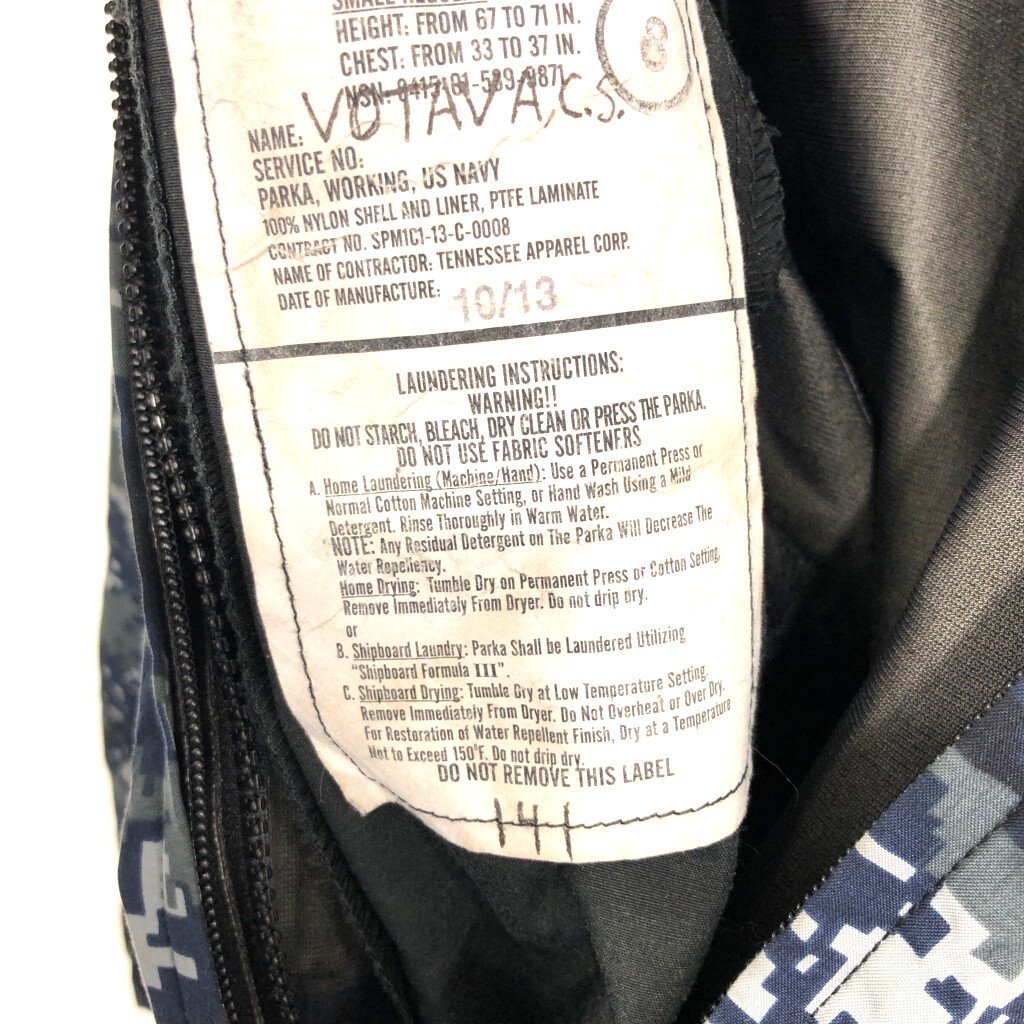 SMALL REGULAR
HEIGHT: FROM 67 TO 71 IN.
CHEST: FROM 33 TO 37 IN.
8
NAME: VOTAVA, C.S.
SERVICE NO:
PARKA, WORKING, US NAVY
100% NYLON SHELL AND LINER, PTFE LAMINATE
CONTRACT NO. SPM1C1-13-C-0008
NAME OF CONTRACTOR: TENNESSEE APPAREL CORP.
DATE OF MANUFACTURE: 10/13
LAUNDERING INSTRUCTIONS:
WARNING!!
DO NOT STARCH, BLEACH, DRY CLEAN OR PRESS THE PARKA.
DO NOT USE FABRIC SOFTENERS
A. Home Laundering (Machine/Hand): Use a Permanent Press or
Normal Cotton Machine Setting, or Hand Wash Using a Mild
Detergent. Rinse Thoroughly in Warm Water.
NOTE: Any Residual Detergent on The Parka Will Decrease The
Water Repellency.
Home Drying: Tumble Dry on Permanent Press or Cotton Setting.
Remove Immediately From Dryer. Do not drip dry.
or
B. Shipboard Laundry: Parka Shall be Laundered Utilizing
"Shipboard Formula III".
C. Shipboard Drying: Tumble Dry at Low Temperature Setting.
Remove Immediately From Dryer. Do Not Overheat or Over Dry.
For Restoration of Water Repellent Finish, Dry at a Temperature
Not to Exceed 150°F. Do not drip dry.
DO NOT REMOVE THIS LABEL
141